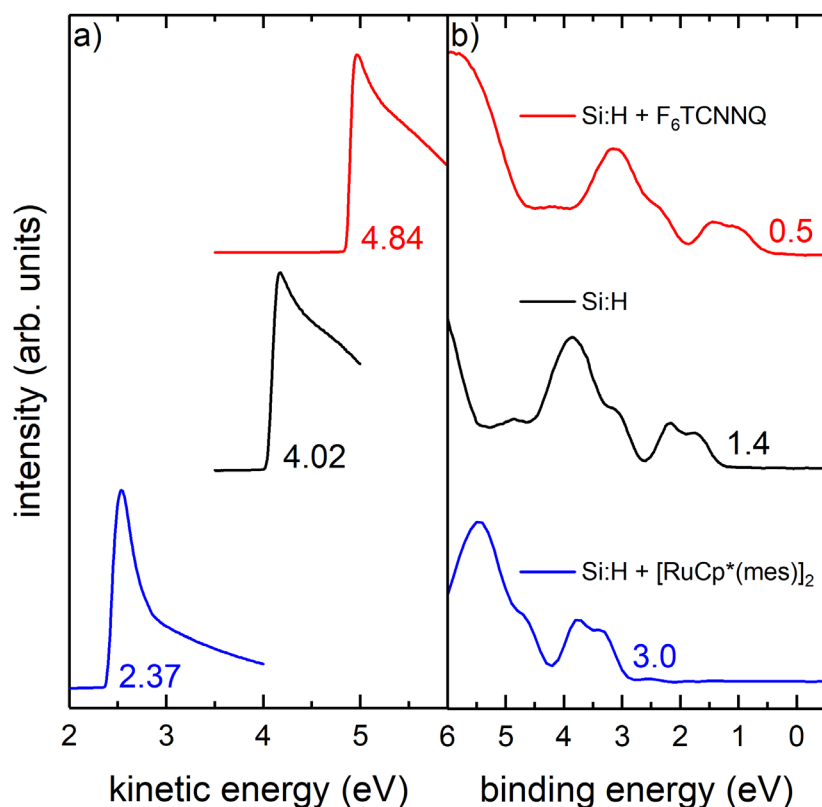 a)
b)
Si:H + F₆TCNNQ
4.84
0.5
Si:H
4.02
1.4
Si:H + [RuCp*(mes)]₂
2.37
3.0
intensity (arb. units)
2 3 4 5
6 5 4 3 2 1 0
kinetic energy (eV)
binding energy (eV)